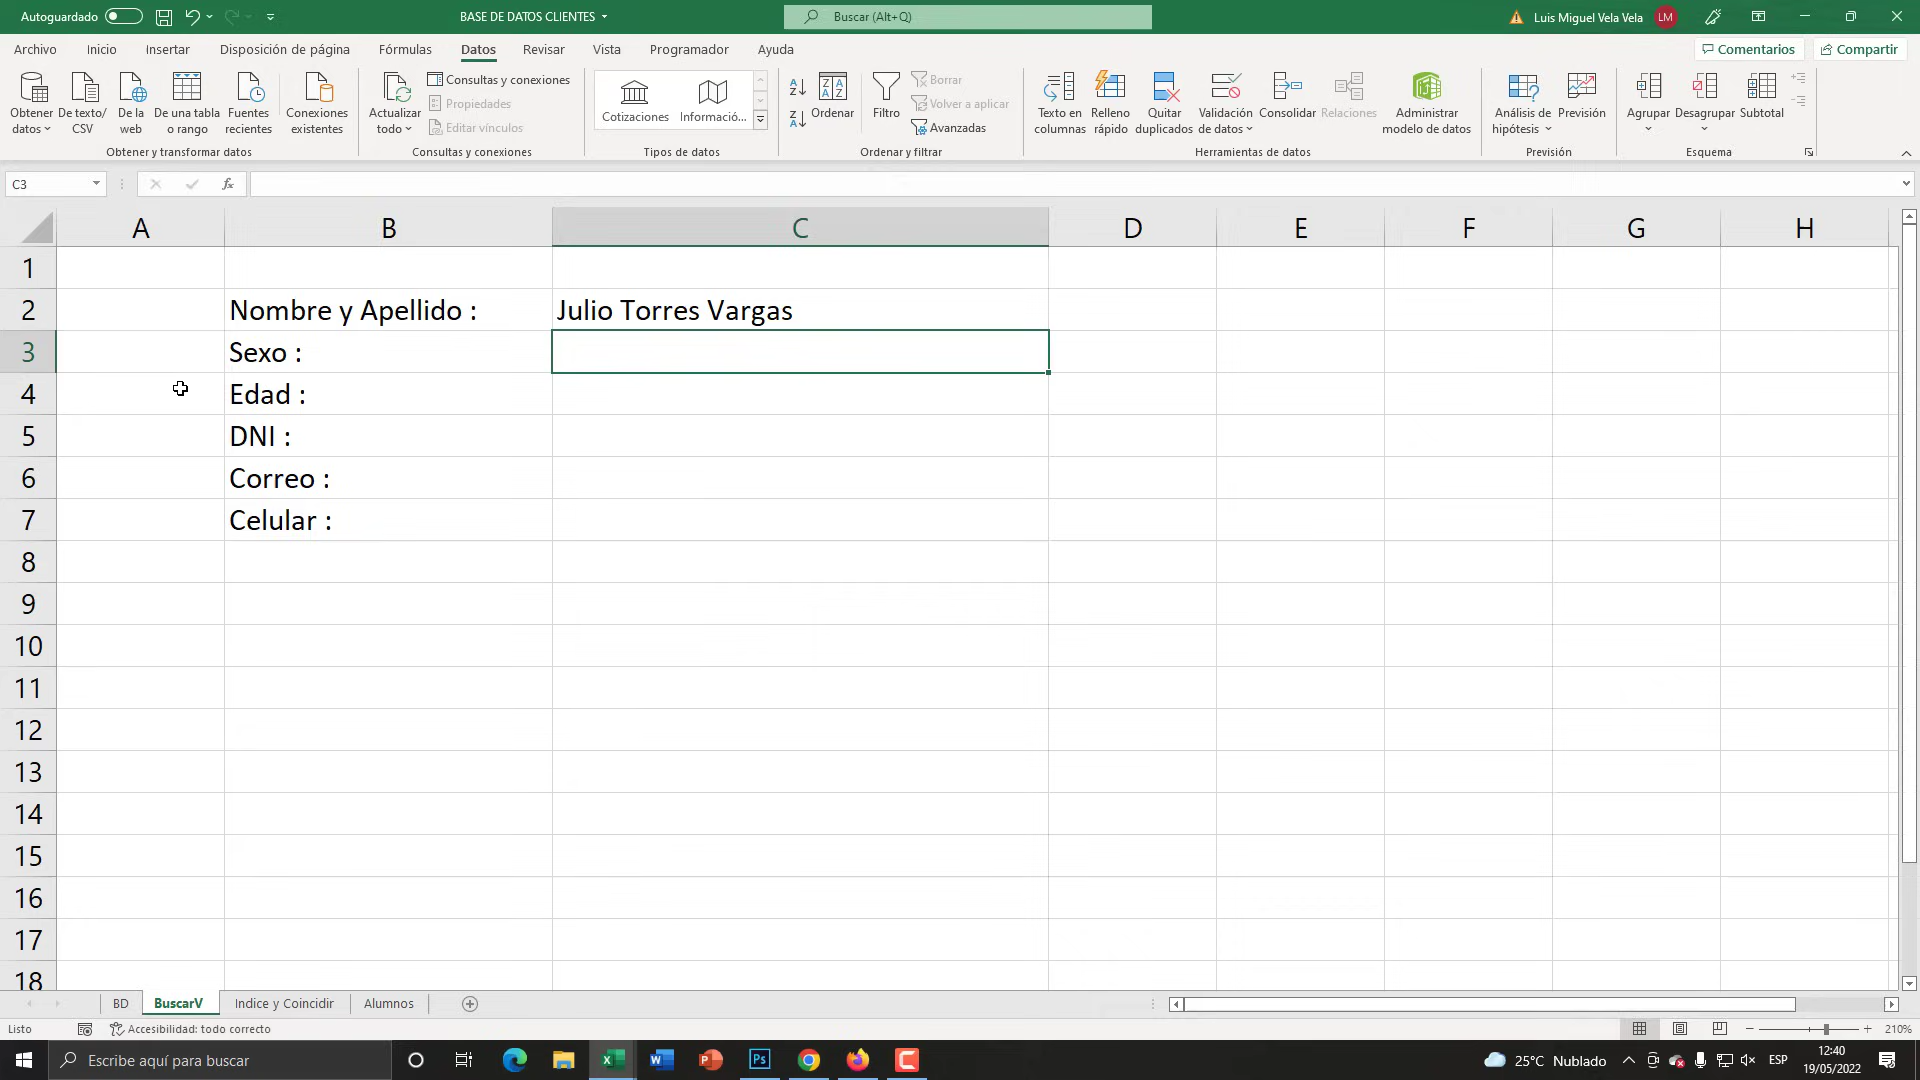 Autoguardado
BASE DE DATOS CLIENTES
Buscar (Alt+Q)
Luis Miguel Vela Vela
LM
Archivo Inicio Insertar Disposición de página Fórmulas Datos Revisar Vista Programador Ayuda
Comentarios
Compartir
Obtener datos
De texto/ CSV
De la web
De una tabla o rango
Fuentes recientes
Conexiones existentes
Obtener y transformar datos
Actualizar todo
Consultas y conexiones
Propiedades
Editar vínculos
Consultas y conexiones
Cotizaciones
Informació...
Tipos de datos
Ordenar
Filtro
Borrar
Volver a aplicar
Avanzadas
Ordenar y filtrar
Texto en columnas
Relleno rápido
Quitar duplicados
Validación de datos
Consolidar
Relaciones
Administrar modelo de datos
Herramientas de datos
Análisis de hipótesis
Previsión
Previsión
Agrupar
Desagrupar
Subtotal
Esquema
C3
fx
A B C D E F G H
1
2 Nombre y Apellido : Julio Torres Vargas
3 Sexo :
4 Edad :
5 DNI :
6 Correo :
7 Celular :
8
9
10
11
12
13
14
15
16
17
18
BD BuscarV Indice y Coincidir Alumnos
Listo
Accesibilidad: todo correcto
210%
Escribe aquí para buscar
25°C Nublado
ESP
12:40
19/05/2022